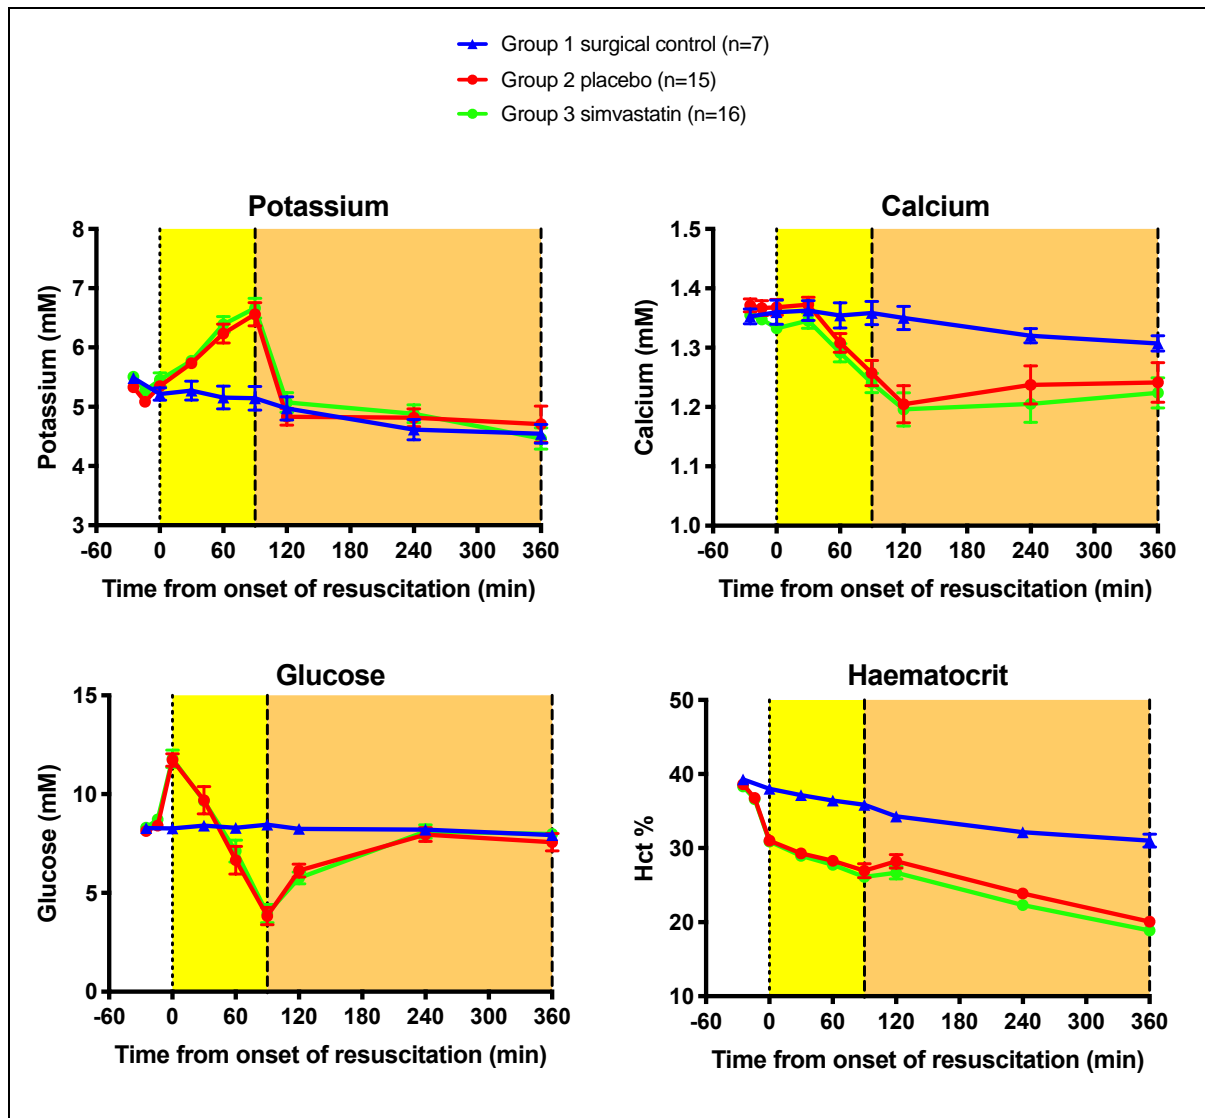 Group 1 surgical control (n=7)
Group 2 placebo (n=15)
Group 3 simvastatin (n=16)
Potassium
8
7
6
5
4
3
Potassium (mM)
-60 0 60 120 180 240 300 360
Time from onset of resuscitation (min)
Calcium
1.5
1.4
1.3
1.2
1.1
1.0
Calcium (mM)
-60 0 60 120 180 240 300 360
Time from onset of resuscitation (min)
Glucose
15
10
5
0
Glucose (mM)
-60 0 60 120 180 240 300 360
Time from onset of resuscitation (min)
Haematocrit
50
40
30
20
10
Hct %
-60 0 60 120 180 240 300 360
Time from onset of resuscitation (min)